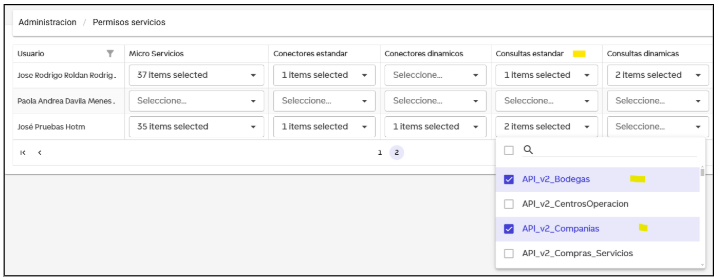 Administracion / Permisos servicios
Usuario Micro Servicios Conectores estandar Conectores dinamicos Consultas estandar Consultas dinamicas
Jose Rodrigo Roldan Rodrig.. 37 items selected 1 items selected Seleccione... 1 items selected 2 items selected
Paola Andrea Davila Menes.. Seleccione... Seleccione... Seleccione... Seleccione... Seleccione...
José Pruebas Hotm 35 items selected 1 items selected 1 items selected 2 items selected Seleccione...
1 2
API_v2_Bodegas
API_v2_CentrosOperacion
API_v2_Companias
API_v2_Compras_Servicios